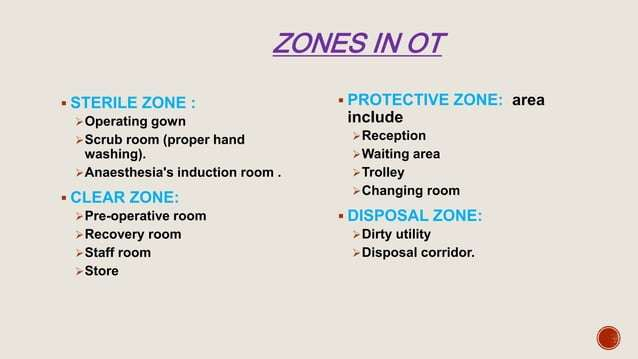 ZONES IN OT
STERILE ZONE :
Operating gown
Scrub room (proper hand
washing).
Anaesthesia's induction room .
CLEAR ZONE:
Pre-operative room
Recovery room
Staff room
Store
PROTECTIVE ZONE: area
include
Reception
Waiting area
Trolley
Changing room
DISPOSAL ZONE:
Dirty utility
Disposal corridor.